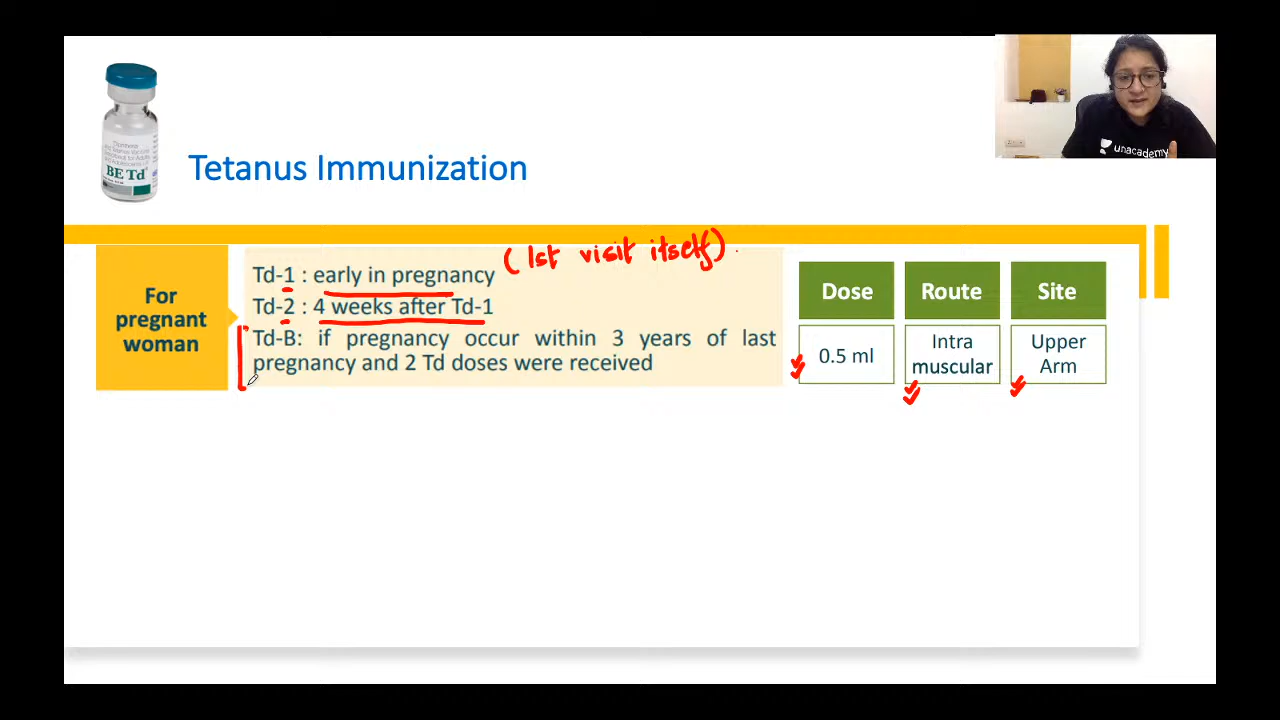 unacademy
BE Td
Tetanus Immunization
(1st visit itself)
For
pregnant
woman
Td-1 : early in pregnancy
Td-2 : 4 weeks after Td-1
Td-B: if pregnancy occur within 3 years of last
pregnancy and 2 Td doses were received
Dose
Route
Site
0.5 ml
Intra
muscular
Upper
Arm